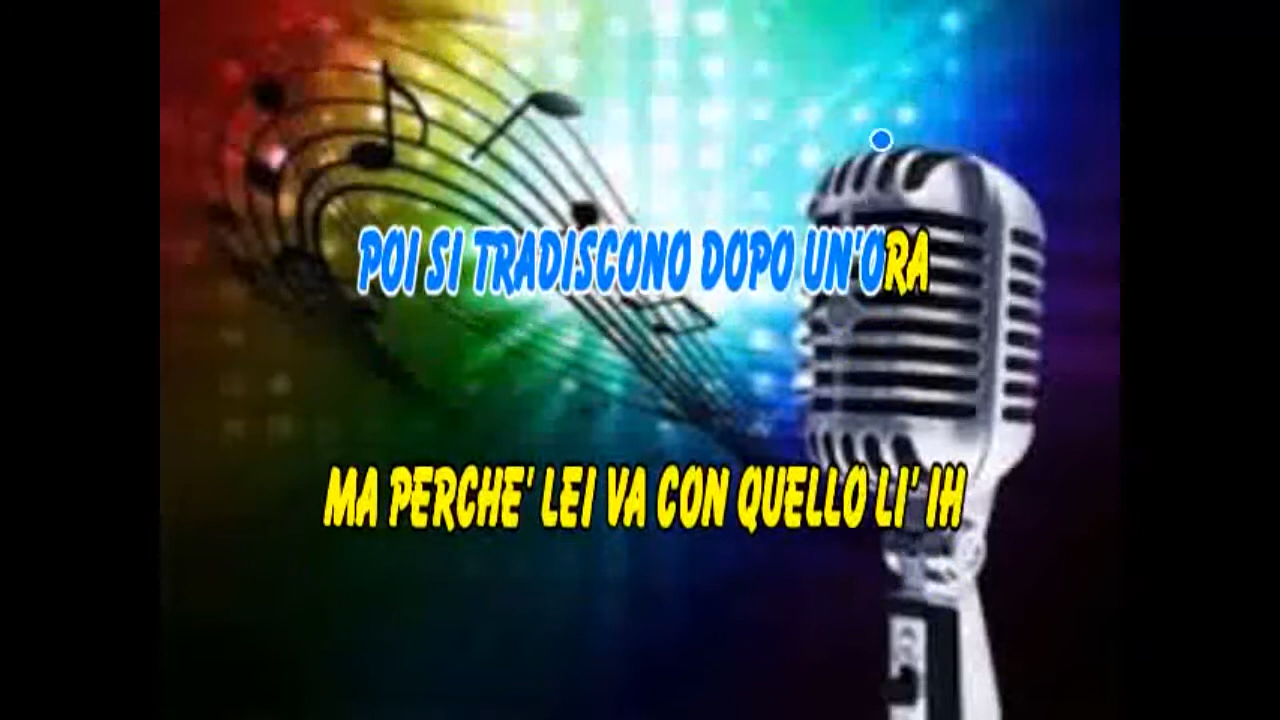 POI SI TRADISCONO DOPO UN'ORA
MA PERCHE' LEI VA CON QUELLO LI' IH